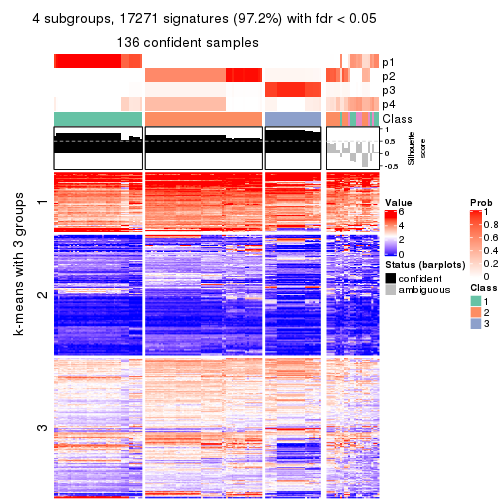 4 subgroups, 17271 signatures (97.2%) with fdr < 0.05
136 confident samples
p1
p2
p3
p4
Class
1
0.5
0
-0.5
Silhouette
score
k-means with 3 groups
1
2
3
Value
6
4
2
0
Status (barplots)
confident
ambiguous
Prob
1
0.8
0.6
0.4
0.2
0
Class
1
2
3